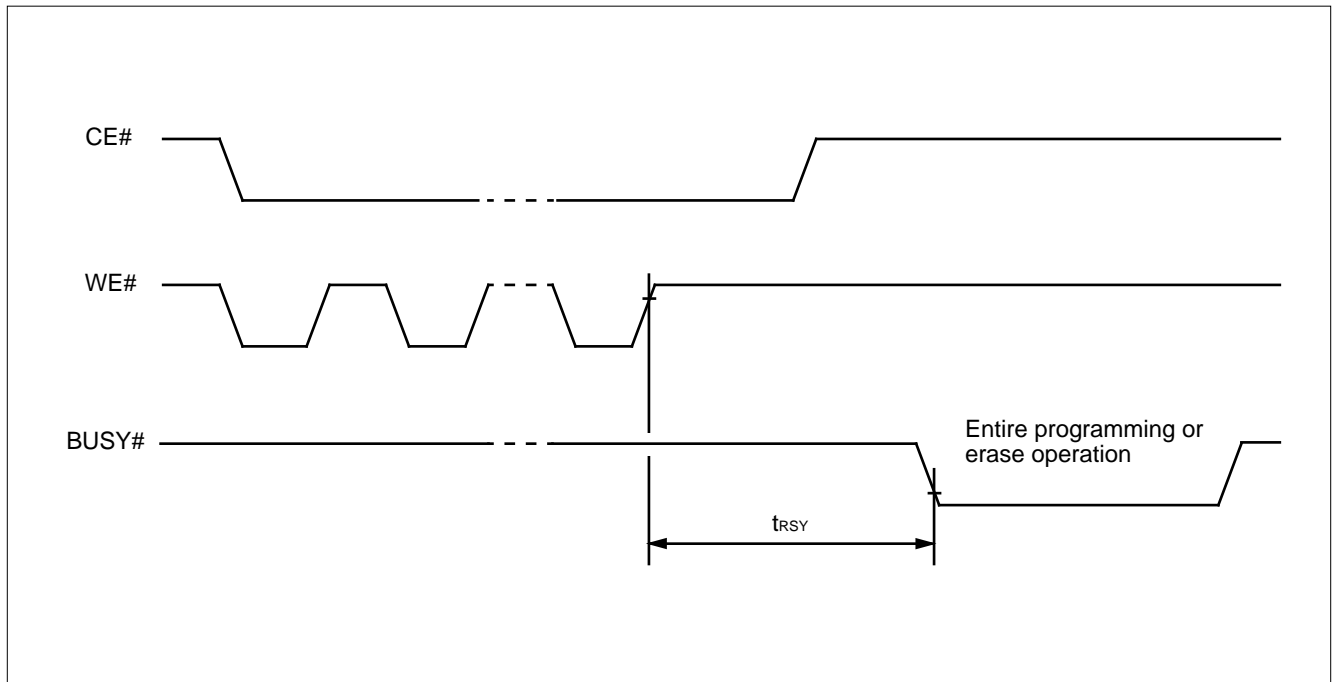 CE#
WE#
BUSY#
Entire programming or
erase operation
tRSY